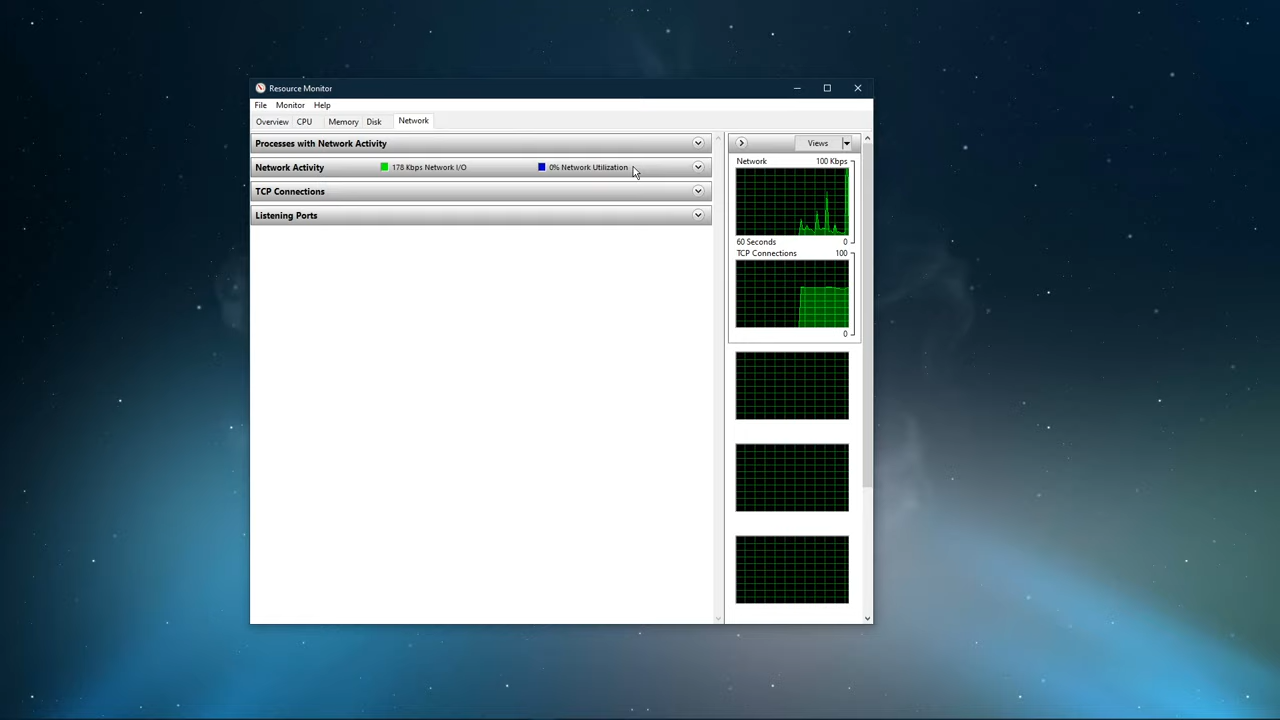 Resource Monitor
File Monitor Help
Overview CPU Memory Disk Network
Processes with Network Activity
Network Activity 178 Kbps Network I/O 0% Network Utilization
TCP Connections
Listening Ports
Views
Network 100 Kbps
60 Seconds 0
TCP Connections 100
0